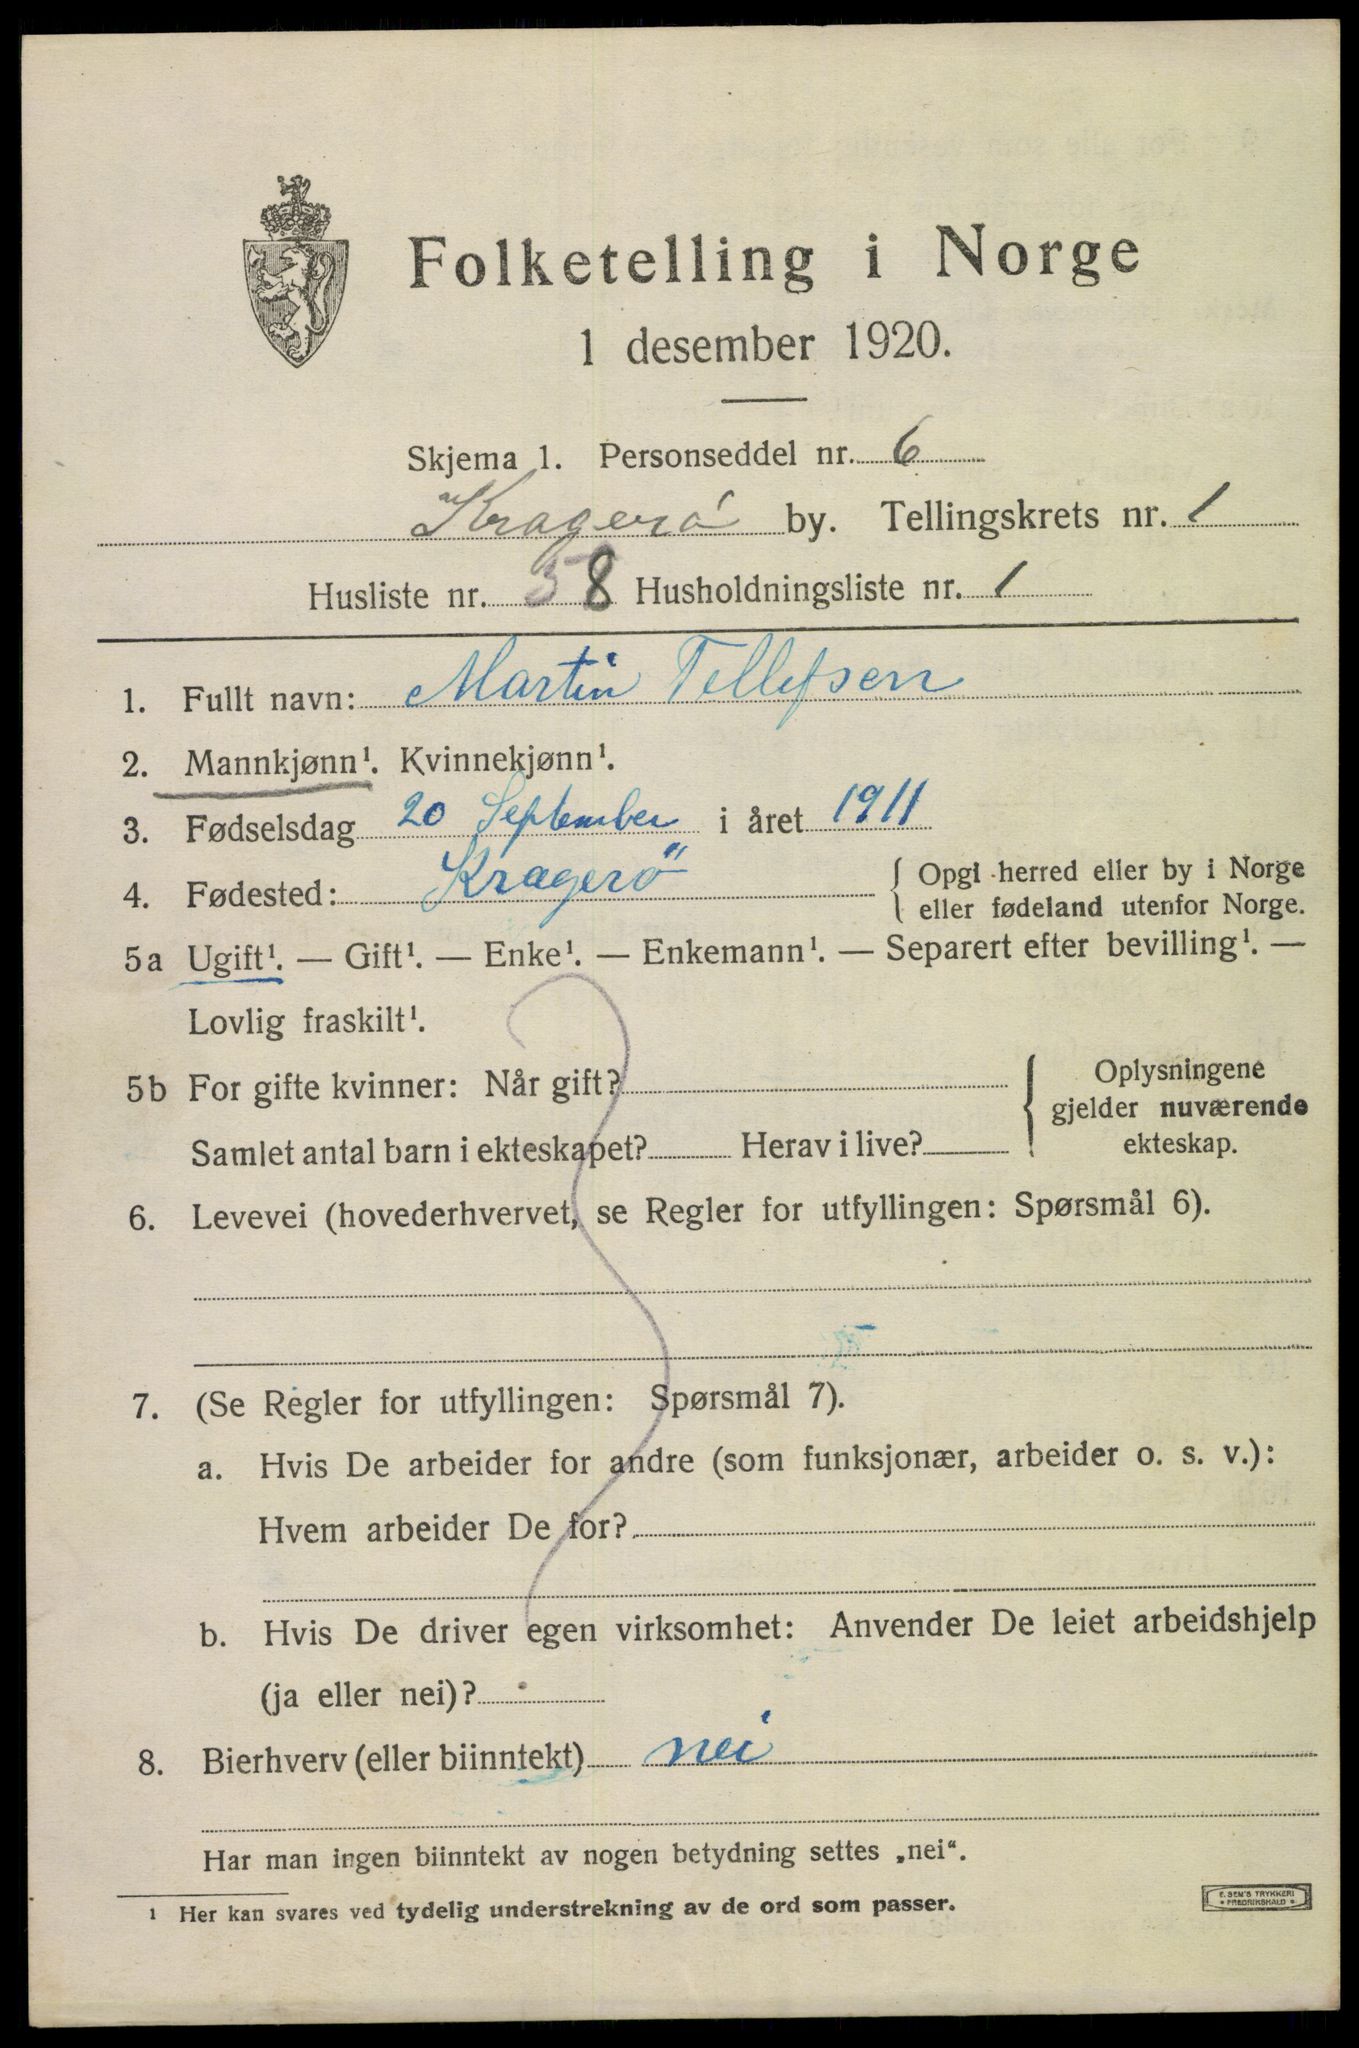 Folketelling i Norge
1 desember 1920.
Skjema 1. Personseddel nr. 6
Kragerø by. Tellingskrets nr. 1
Husliste nr. 58 Husholdningsliste nr. 1
1. Fullt navn: Martin Tellefsen
2. Mannkjønn¹. Kvinnekjønn¹.
3. Fødselsdag 20 September i året 1911
4. Fødested: Kragerö { Opgi herred eller by i Norge
eller fødeland utenfor Norge.
5a Ugift¹. — Gift¹. — Enke¹. — Enkemann¹. — Separert efter bevilling¹. —
Lovlig fraskilt¹.
5b For gifte kvinner: Når gift?
Samlet antal barn i ekteskapet? Herav i live?
{ Oplysningene
gjelder nuværende
ekteskap.
6. Levevei (hovederhvervet, se Regler for utfyllingen: Spørsmål 6).
7. (Se Regler for utfyllingen: Spørsmål 7).
a. Hvis De arbeider for andre (som funksjonær, arbeider o. s. v.):
Hvem arbeider De for?
b. Hvis De driver egen virksomhet: Anvender De leiet arbeidshjelp
(ja eller nei)?
8. Bierhverv (eller biinntekt) nei
Har man ingen biinntekt av nogen betydning settes „nei“.
¹ Her kan svares ved tydelig understrekning av de ord som passer.
E. SEM'S TRYKKERI
FREDRIKSHALD